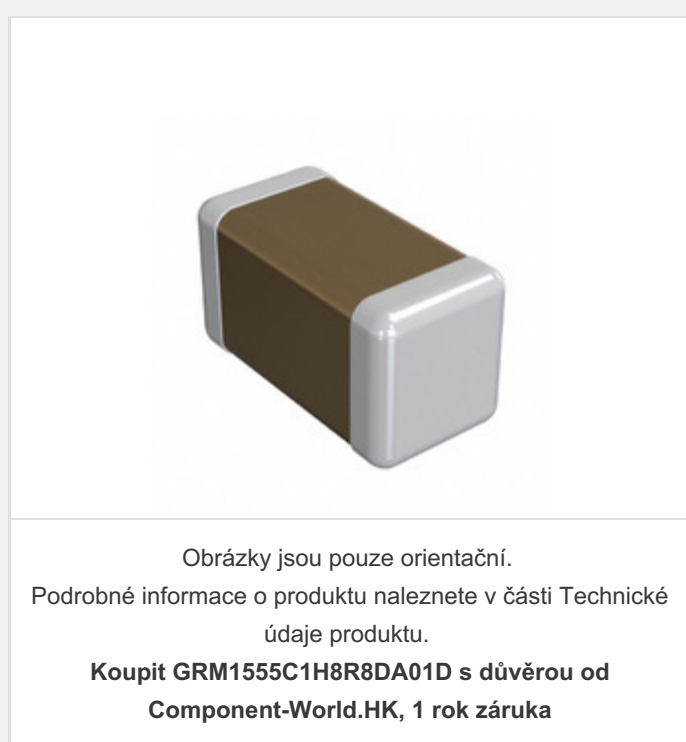 Obrázky jsou pouze orientační.
Podrobné informace o produktu naleznete v části Technické
údaje produktu.
Koupit GRM1555C1H8R8DA01D s důvěrou od
Component-World.HK, 1 rok záruka